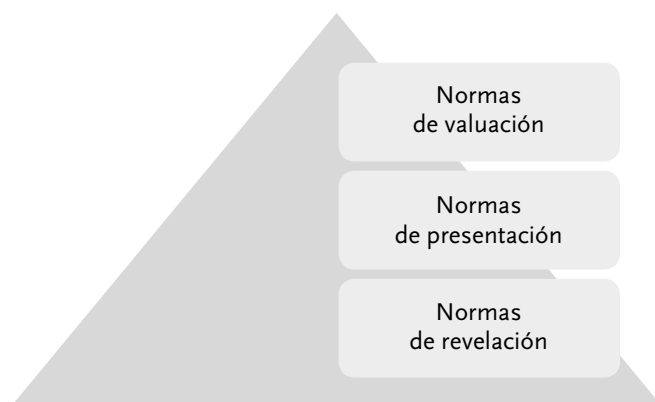 Normas
de valuación
Normas
de presentación
Normas
de revelación